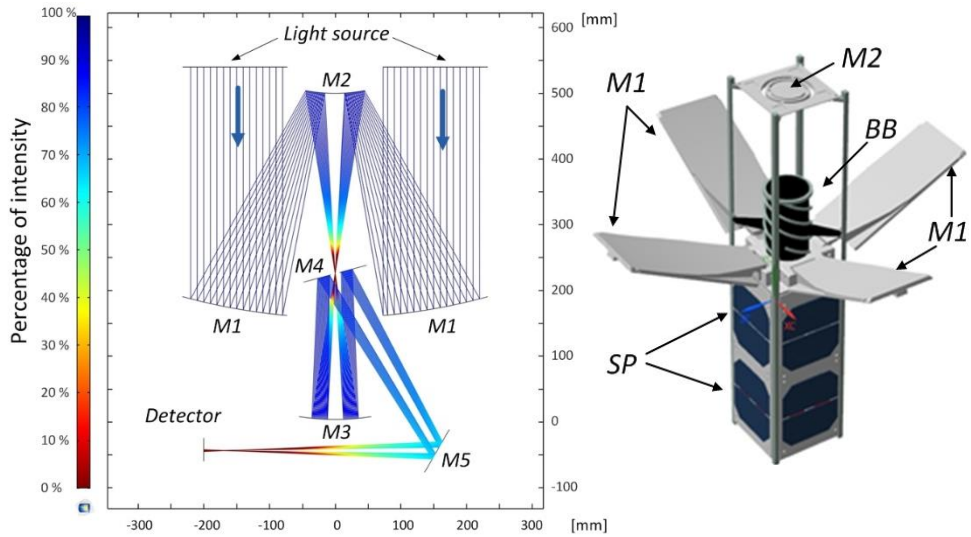 100 %
90 %
80 %
70 %
60 %
50 %
40 %
30 %
20 %
10 %
0 %
Percentage of intensity
Light source
M2
M4
M1
M1
M3
Detector
M5
-300
-200
-100
0
100
200
300
[mm]
[mm]
600
500
400
300
200
100
0
-100
M1
M2
BB
M1
SP
XC